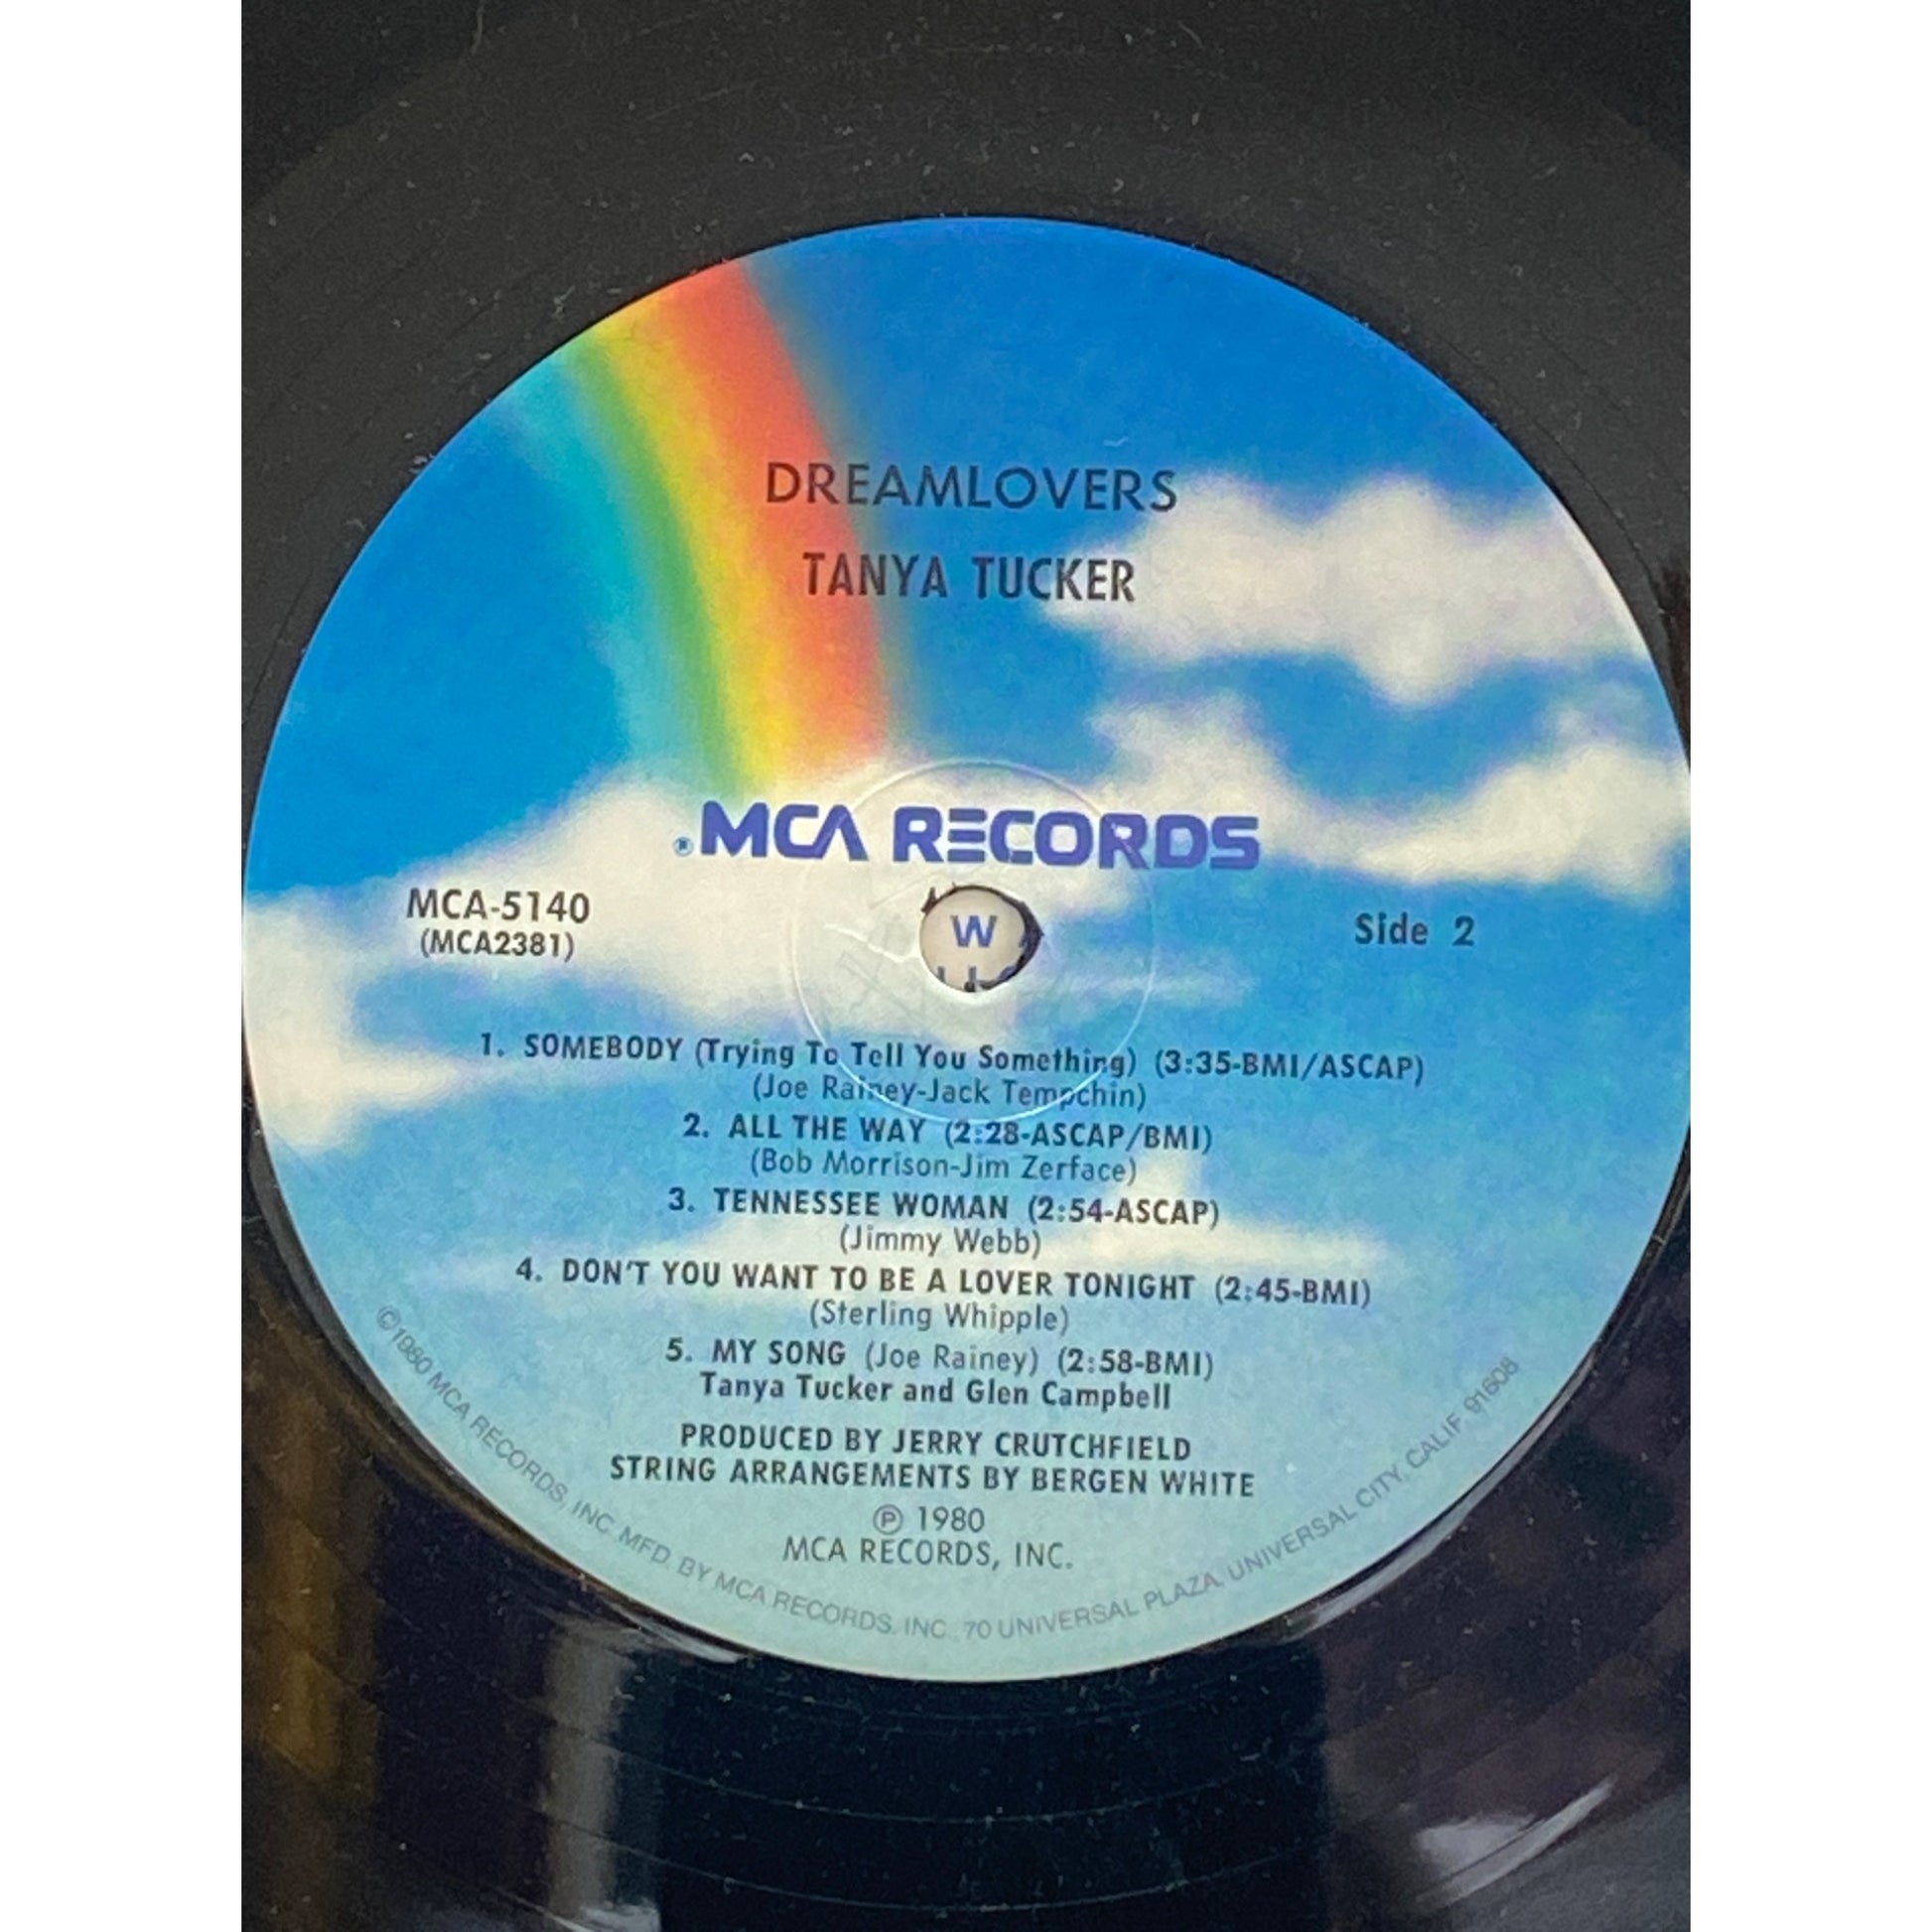 DREAMLOVERS
TANYA TUCKER
®MCA RECORDS
MCA-5140
(MCA2381)
Side 2
W
1. SOMEBODY (Trying To Tell You Something) (3:35-BMI/ASCAP)
(Joe Rainey-Jack Tempchin)
2. ALL THE WAY (2:28-ASCAP/BMI)
(Bob Morrison-Jim Zerface)
3. TENNESSEE WOMAN (2:54-ASCAP)
(Jimmy Webb)
4. DON'T YOU WANT TO BE A LOVER TONIGHT (2:45-BMI)
(Sterling Whipple)
5. MY SONG (Joe Rainey) (2:58-BMI)
Tanya Tucker and Glen Campbell
PRODUCED BY JERRY CRUTCHFIELD
STRING ARRANGEMENTS BY BERGEN WHITE
℗ 1980
MCA RECORDS, INC.
©1980 MCA RECORDS, INC. MFD. BY MCA RECORDS, INC., 70 UNIVERSAL PLAZA, UNIVERSAL CITY, CALIF. 91608